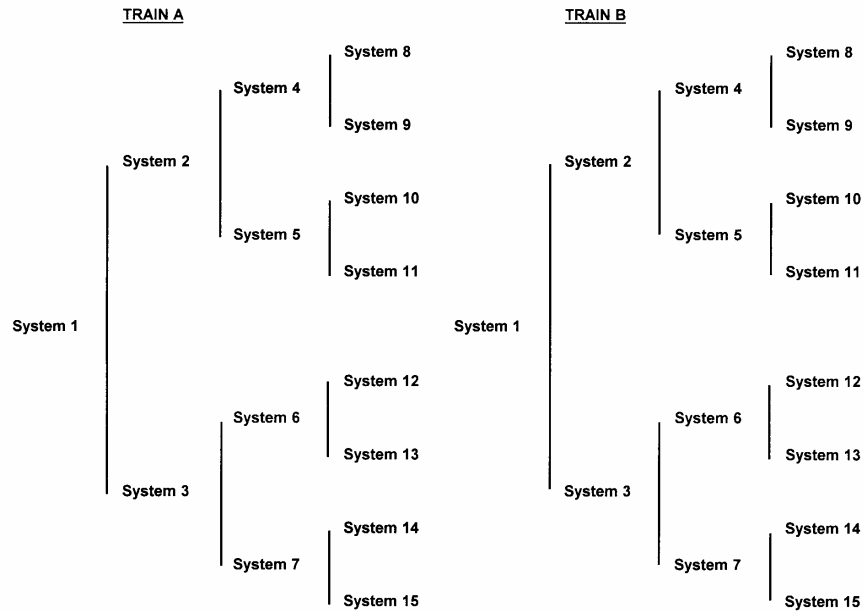 TRAIN A
System 8
System 4
System 9
System 2
System 10
System 5
System 11
System 1
System 12
System 6
System 13
System 3
System 14
System 7
System 15
TRAIN B
System 8
System 4
System 9
System 2
System 10
System 5
System 11
System 1
System 12
System 6
System 13
System 3
System 14
System 7
System 15